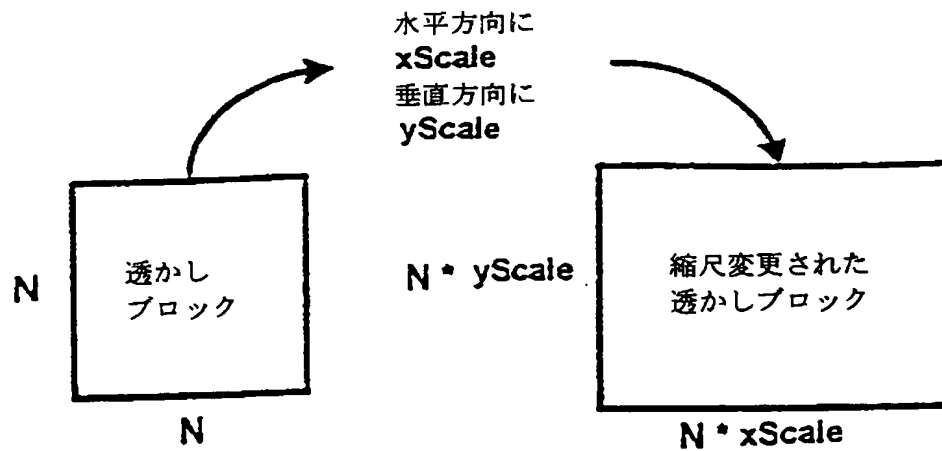 水平方向に
xScale
垂直方向に
yScale
N
透かし
ブロック
N
N * yScale
縮尺変更された
透かしブロック
N * xScale